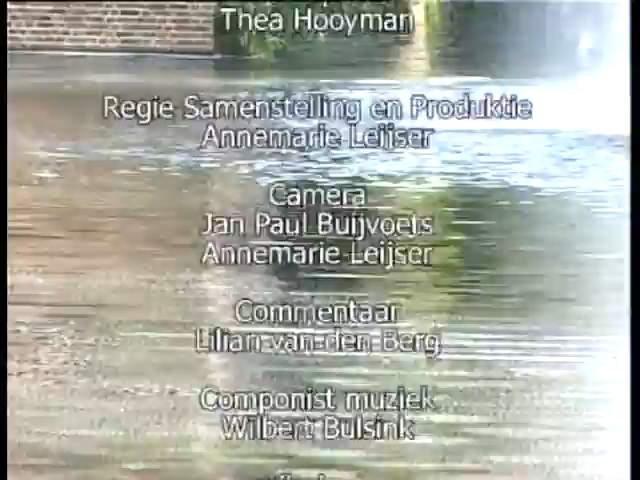 Thea Hooyman
Regie Samenstelling en Produktie
Annemarie Leijser
Camera
Jan Paul Buijvoets
Annemarie Leijser
Commentaar
Lilian van den Berg
Componist muziek
Wilbert Bulsink